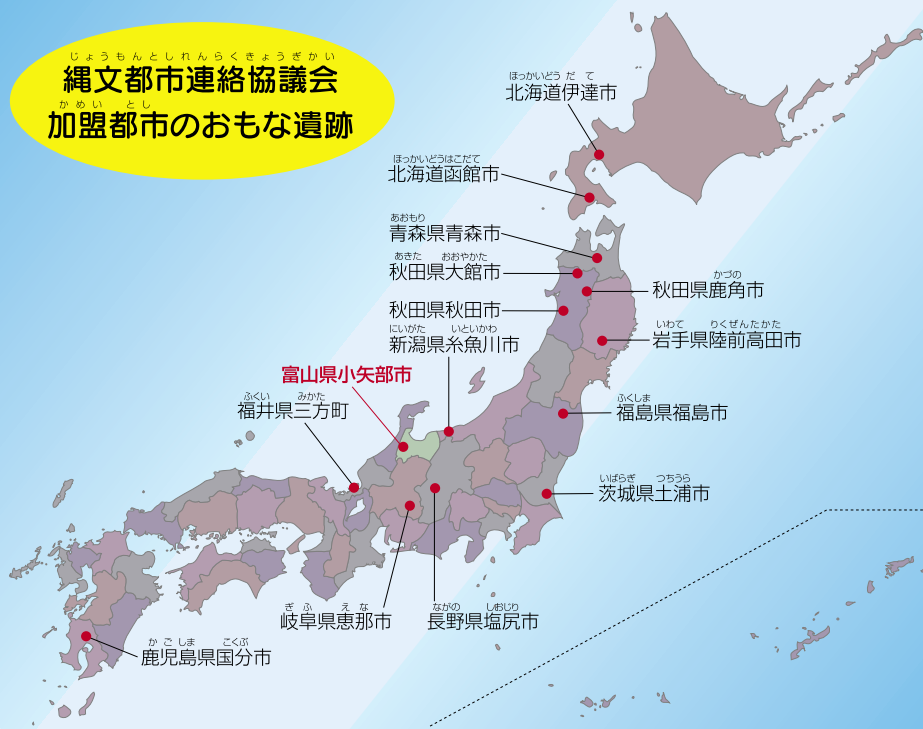 じょうもんとしれんらくきょうぎかい
縄文都市連絡協議会
かめい とし
加盟都市のおもな遺跡
ほっかいどう だて
北海道伊達市
ほっかいどうはこだて
北海道函館市
あおもり
青森県青森市
あきた おおやかた
秋田県大館市
かづの
秋田県鹿角市
秋田県秋田市
いわて りくぜんたかた
岩手県陸前高田市
にいがた いといかわ
新潟県糸魚川市
富山県小矢部市
ふくい みかた
福井県三方町
ふくしま
福島県福島市
いばらぎ つちうら
茨城県土浦市
ぎふ えな
岐阜県恵那市
ながの しおじり
長野県塩尻市
かごしま こくぶ
鹿児島県国分市